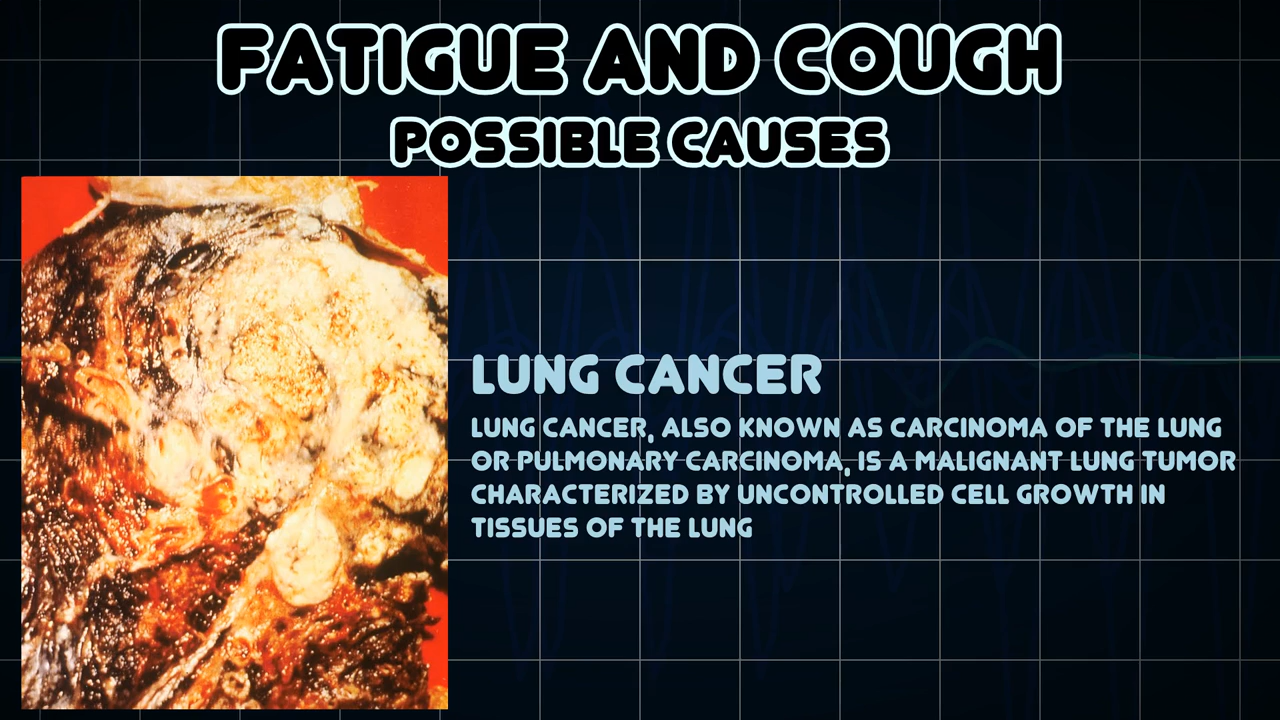 FATIGUE AND COUGH
POSSIBLE CAUSES
LUNG CANCER
LUNG CANCER, ALSO KNOWN AS CARCINOMA OF THE LUNG
OR PULMONARY CARCINOMA, IS A MALIGNANT LUNG TUMOR
CHARACTERIZED BY UNCONTROLLED CELL GROWTH IN
TISSUES OF THE LUNG